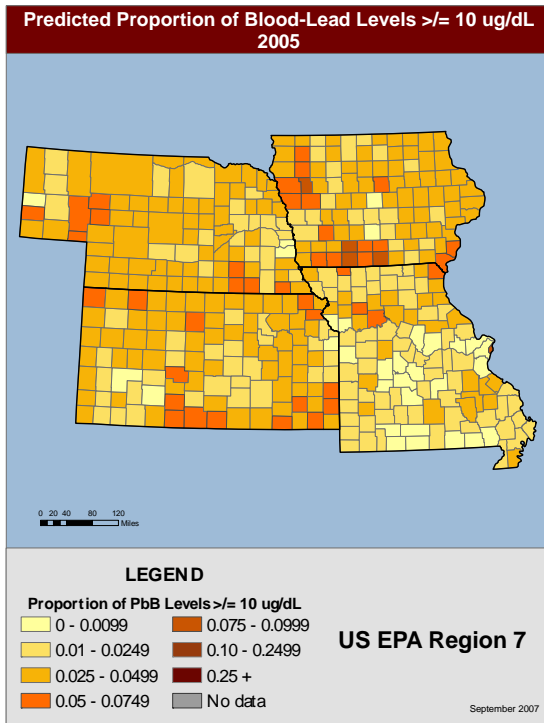 Predicted Proportion of Blood-Lead Levels >/= 10 ug/dL
2005
0 20 40 80 120
Miles
LEGEND
Proportion of PbB Levels >/= 10 ug/dL
0 - 0.0099
0.01 - 0.0249
0.025 - 0.0499
0.05 - 0.0749
0.075 - 0.0999
0.10 - 0.2499
0.25 +
No data
US EPA Region 7
September 2007